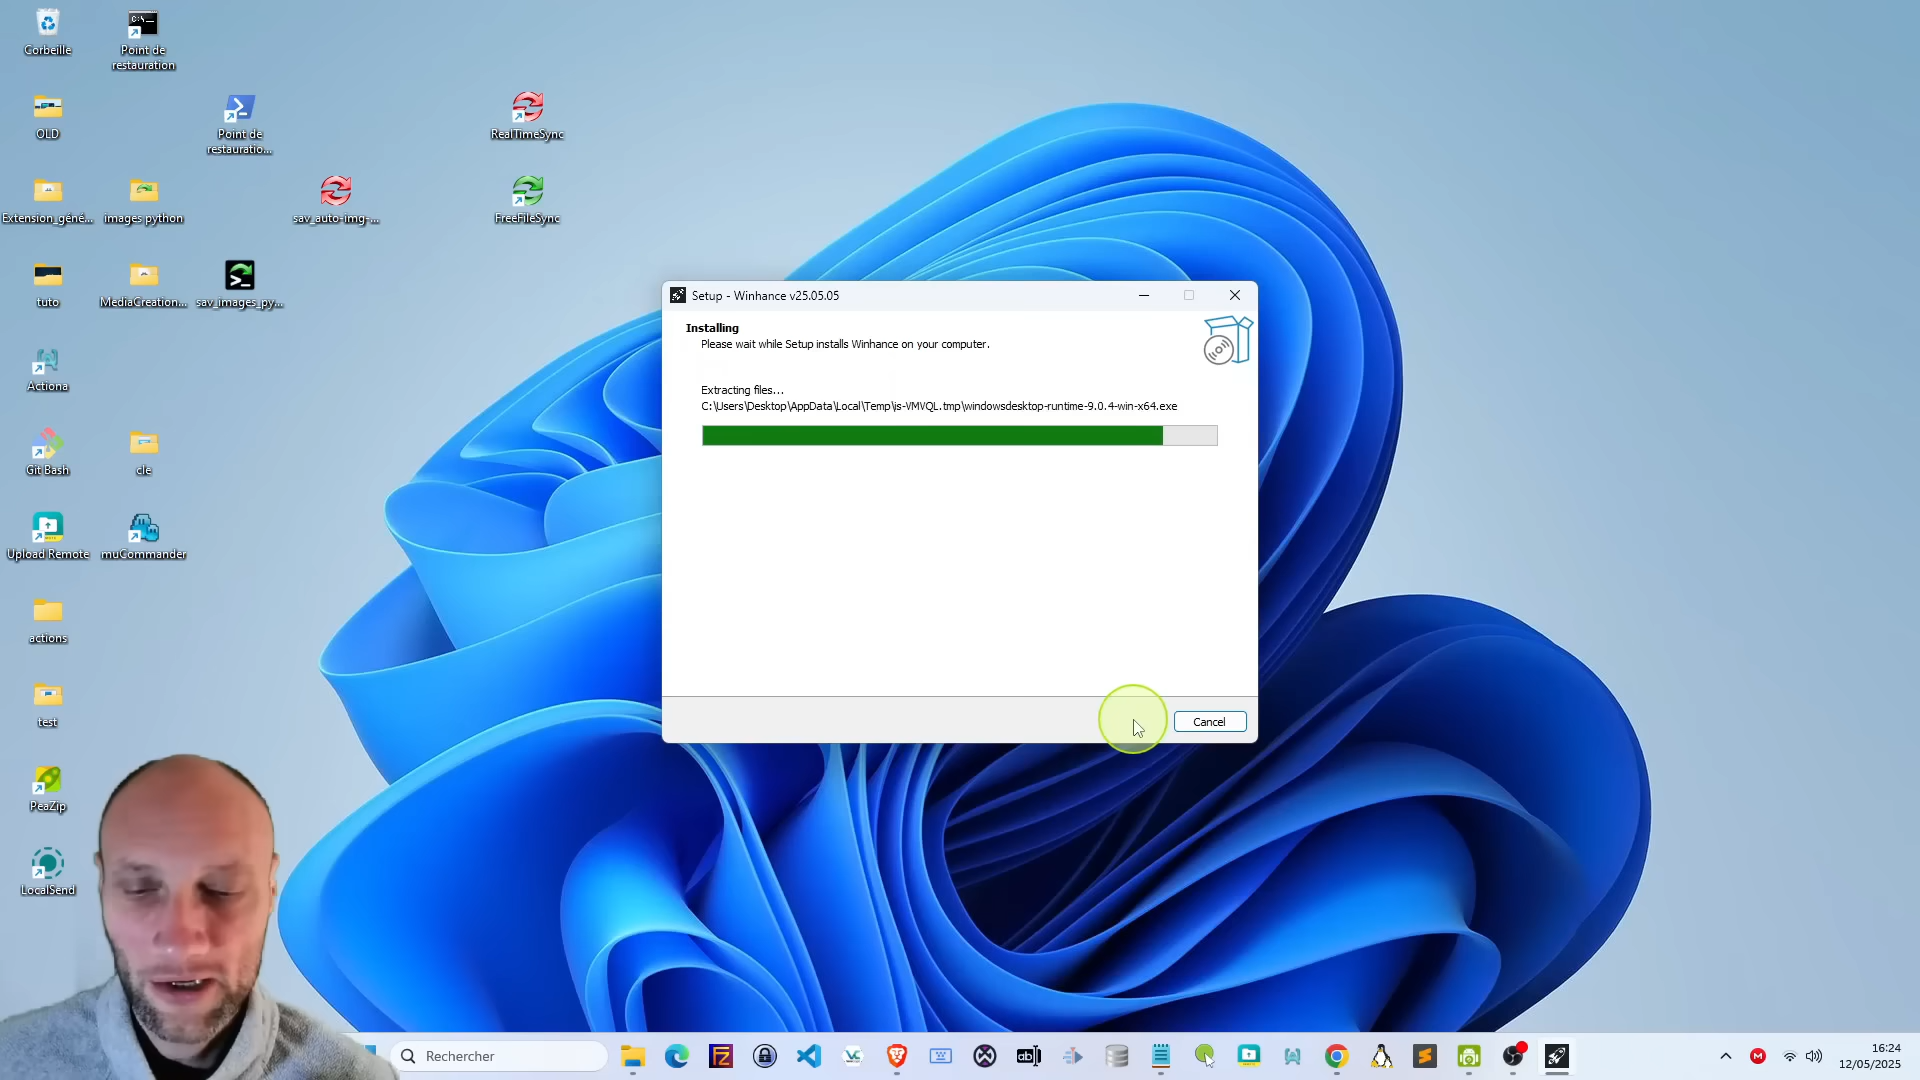 Corbeille
Point de
restauration
OLD
Point de
restauratio...
RealTimeSync
Extension_géné...
images python
sav_auto-img-...
FreeFileSync
tuto
MediaCreation...
sav_images_py...
Actiona
Git Bash
cle
Upload Remote
muCommander
actions
test
PeaZip
LocalSend
Setup - Winhance v25.05.05
Installing
Please wait while Setup installs Winhance on your computer.
Extracting files...
C:\Users\Desktop\AppData\Local\Temp\is-VMVQL.tmp\windowsdesktop-runtime-9.0.4-win-x64.exe
Cancel
Rechercher
16:24
12/05/2025